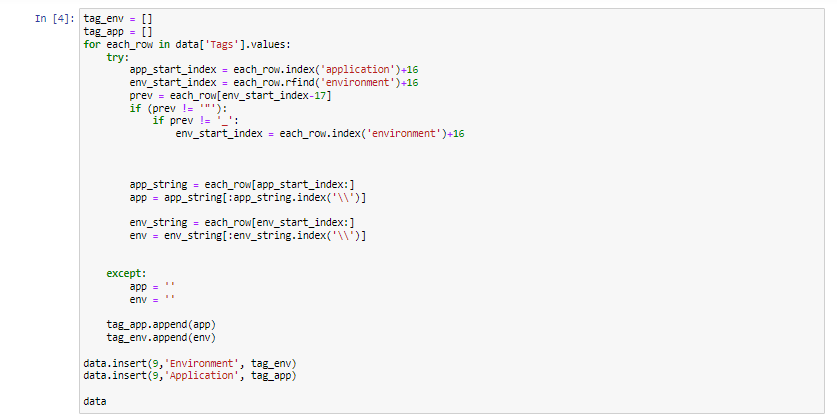 In [4]: tag_env = []
tag_app = []
for each_row in data['Tags'].values:
    try:
        app_start_index = each_row.index('application')+16
        env_start_index = each_row.rfind('environment')+16
        prev = each_row[env_start_index-17]
        if (prev != '"'):
            if prev != '_':
                env_start_index = each_row.index('environment')+16
        app_string = each_row[app_start_index:]
        app = app_string[:app_string.index('\\')]
        env_string = each_row[env_start_index:]
        env = env_string[:env_string.index('\\')]
    except:
        app = ''
        env = ''
    tag_app.append(app)
    tag_env.append(env)
data.insert(9,'Environment', tag_env)
data.insert(9,'Application', tag_app)
data